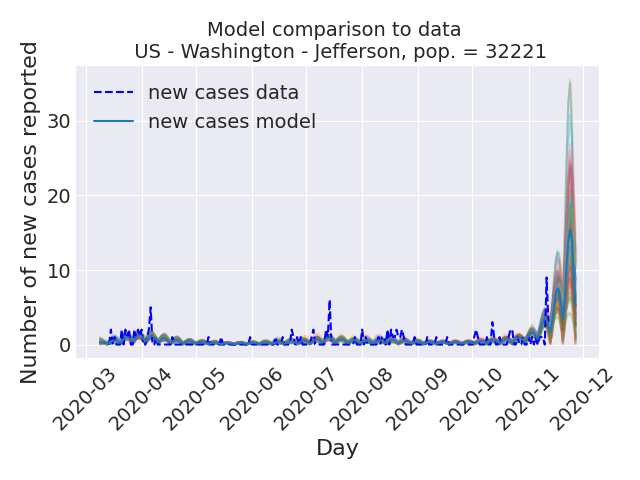 Model comparison to data
US - Washington - Jefferson, pop. = 32221
Number of new cases reported
30
20
10
0
new cases data
new cases model
2020-03
2020-04
2020-05
2020-06
2020-07
2020-08
2020-09
2020-10
2020-11
2020-12
Day